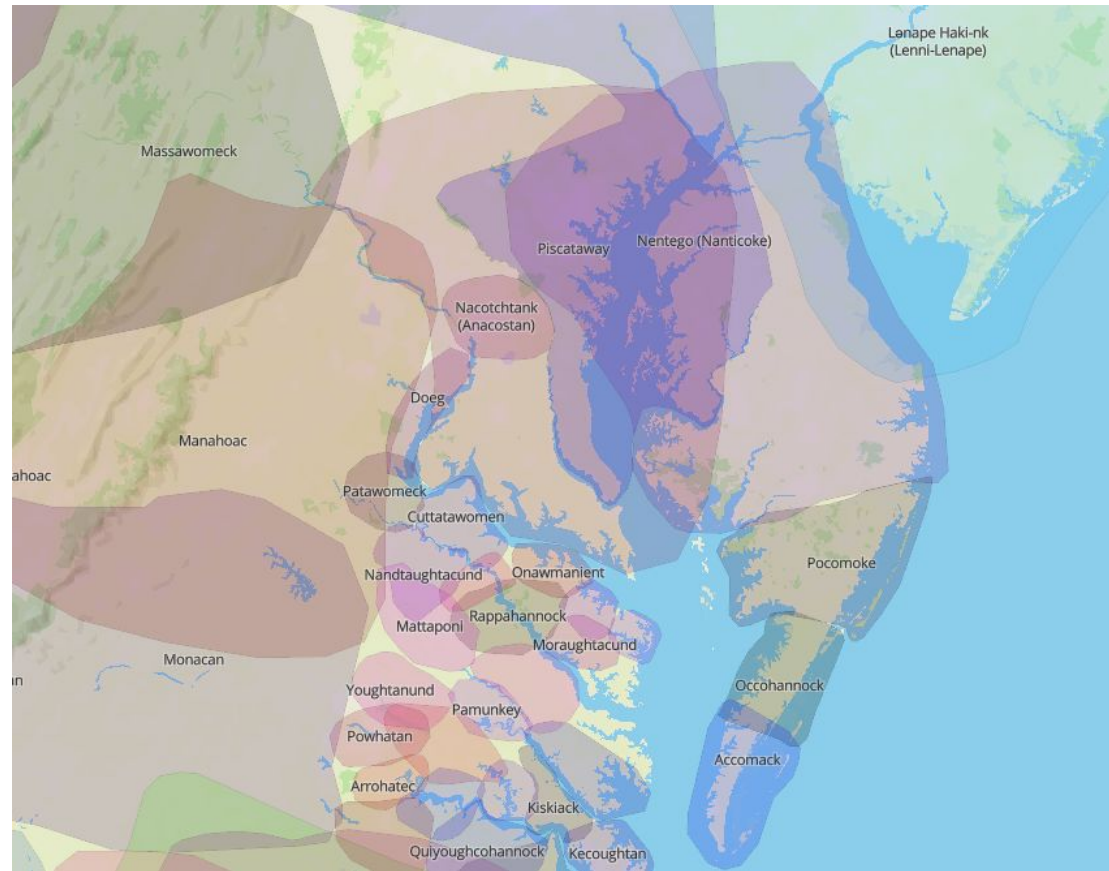 Lənape Haki-nk
(Lenni-Lenape)
Massawomeck
Piscataway
Nentego (Nanticoke)
Nacotchtank
(Anacostan)
Doeg
Manahoac
ahoac
Patawomeck
Cuttatawomen
Pocomoke
Nandtaughtacund
Onawmanient
Rappahannock
Mattaponi
Moraughtacund
Monacan
n
Youghtanund
Occohannock
Pamunkey
Powhatan
Accomack
Arrohatec
Kiskiack
Quiyoughcohannock
Kecoughtan